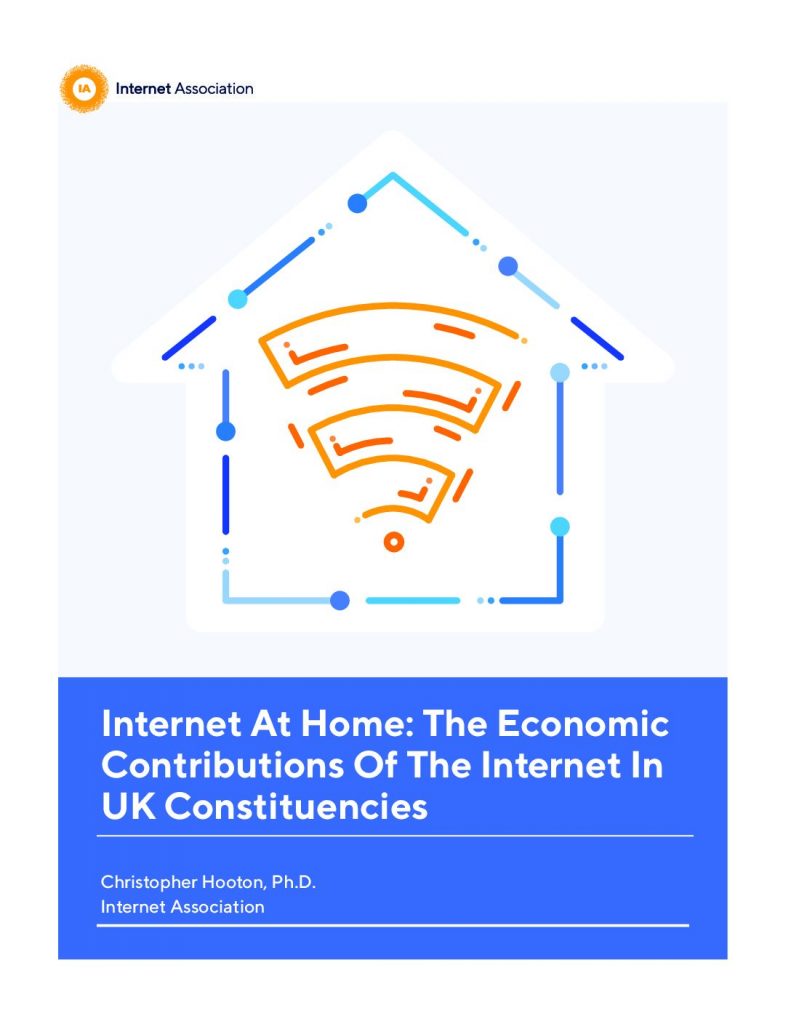 IA
Internet Association
Internet At Home: The Economic
Contributions Of The Internet In
UK Constituencies
Christopher Hooton, Ph.D.
Internet Association